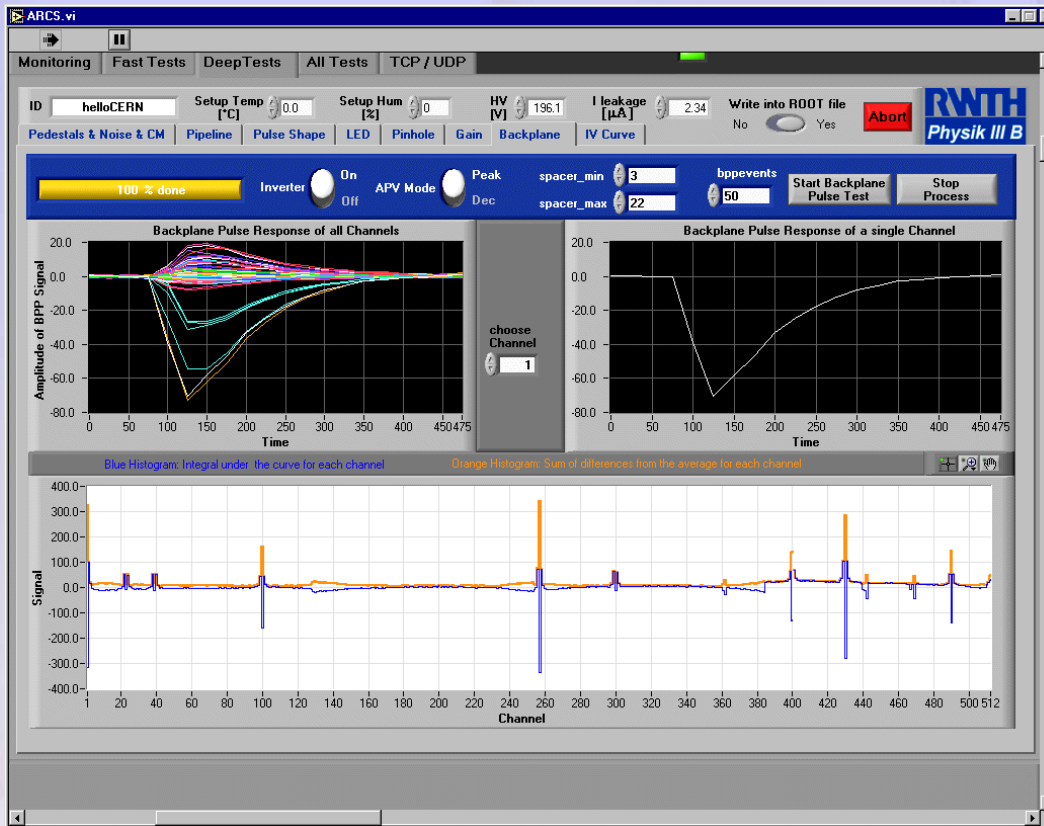 ARCS.vi
Monitoring Fast Tests DeepTests All Tests TCP / UDP
ID helloCERN Setup Temp [°C] 0.0 Setup Hum [%] 0 HV [V] 196.1 I leakage [µA] 2.34 Write into ROOT file No Yes Abort RWTH Physik III B
Pedestals & Noise & CM Pipeline Pulse Shape LED Pinhole Gain Backplane IV Curve
100 % done Inverter On Off APV Mode Peak Dec spacer_min 3 spacer_max 22 bppevents 50 Start Backplane Pulse Test Stop Process
Backplane Pulse Response of all Channels
20.0
0.0
-20.0
-40.0
-60.0
-80.0
Amplitude of BPP Signal
0 50 100 150 200 250 300 350 400 450 475
Time
choose
Channel
1
Backplane Pulse Response of a single Channel
20.0
0.0
-20.0
-40.0
-60.0
-80.0
0 50 100 150 200 250 300 350 400 450 475
Time
Blue Histogram: Integral under the curve for each channel Orange Histogram: Sum of differences from the average for each channel
400.0
300.0
200.0
100.0
0.0
-100.0
-200.0
-300.0
-400.0
Signal
1 20 40 60 80 100 120 140 160 180 200 220 240 260 280 300 320 340 360 380 400 420 440 460 480 500 512
Channel